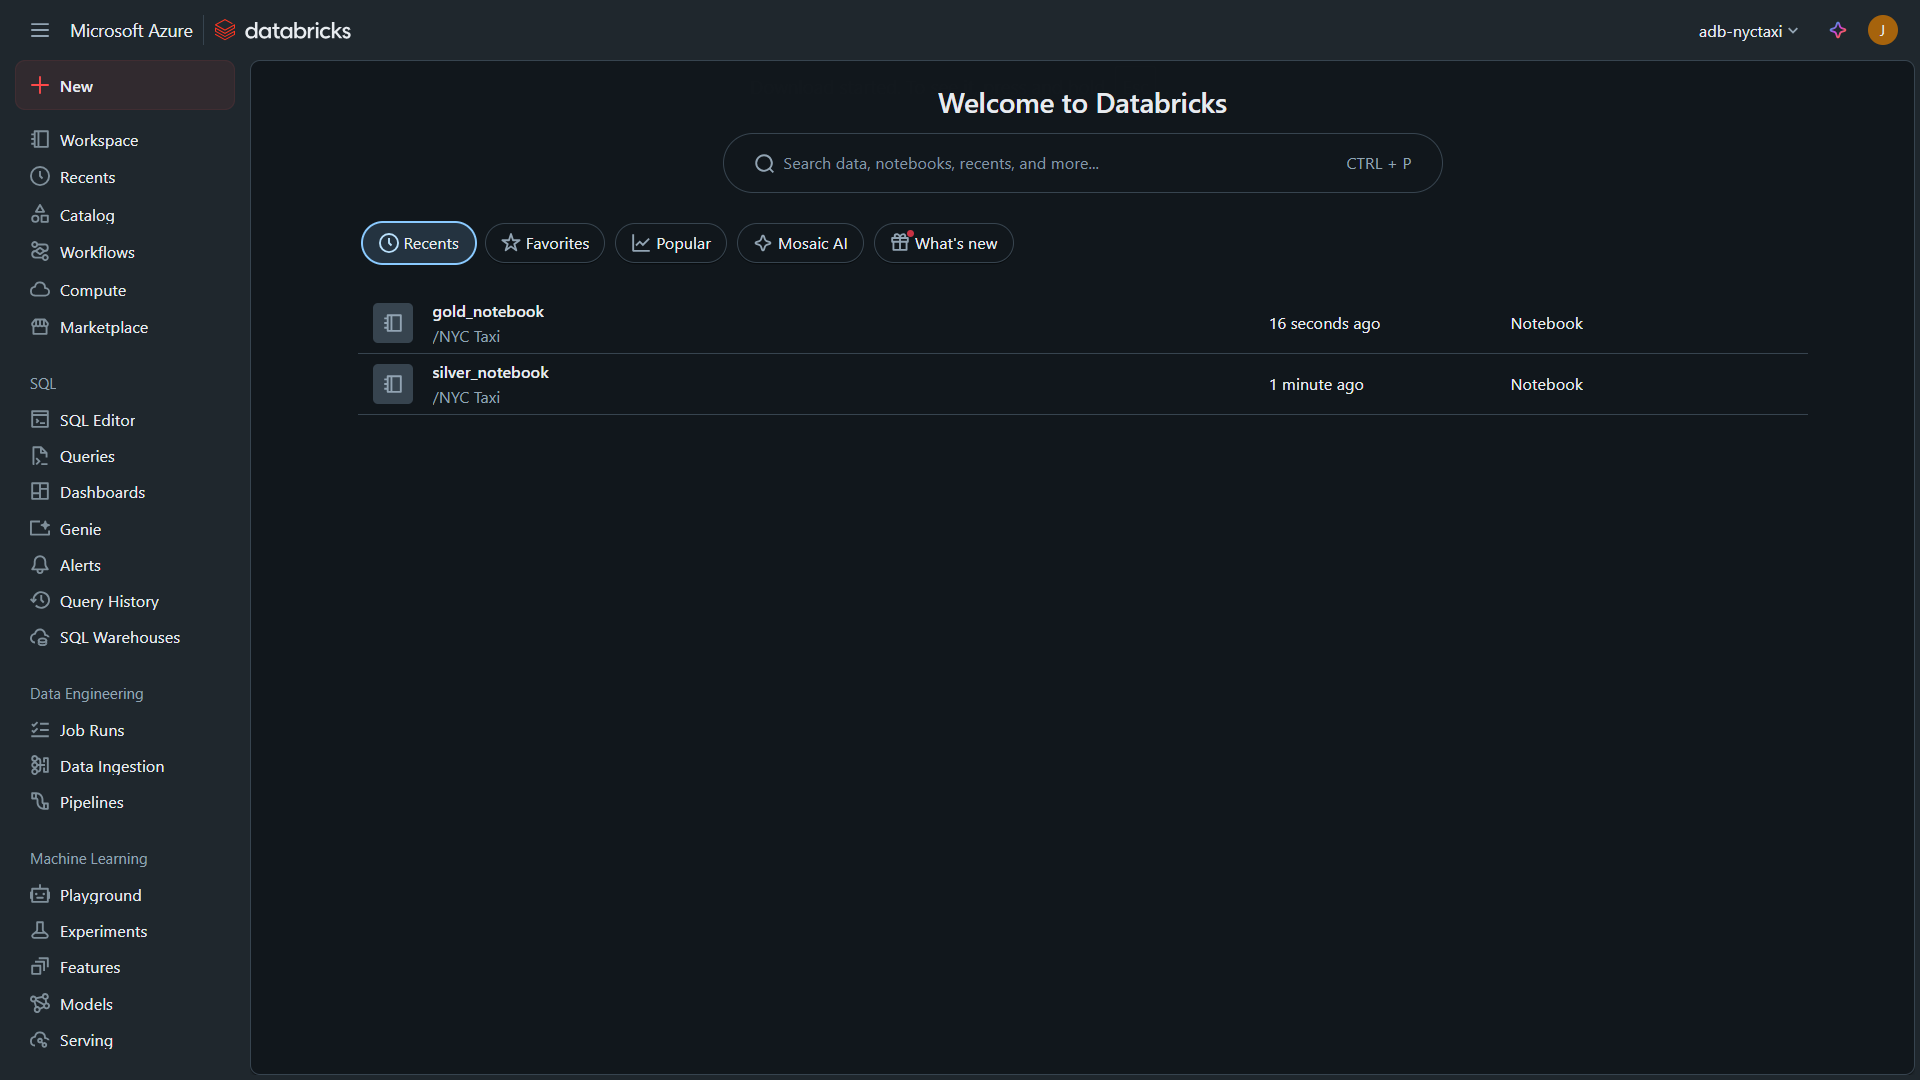 Microsoft Azure
databricks
adb-nyctaxi
J
New
Workspace
Recents
Catalog
Workflows
Compute
Marketplace
SQL
SQL Editor
Queries
Dashboards
Genie
Alerts
Query History
SQL Warehouses
Data Engineering
Job Runs
Data Ingestion
Pipelines
Machine Learning
Playground
Experiments
Features
Models
Serving
Welcome to Databricks
Search data, notebooks, recents, and more... CTRL + P
Recents Favorites Popular Mosaic AI What's new
gold_notebook
/NYC Taxi
16 seconds ago Notebook
silver_notebook
/NYC Taxi
1 minute ago Notebook